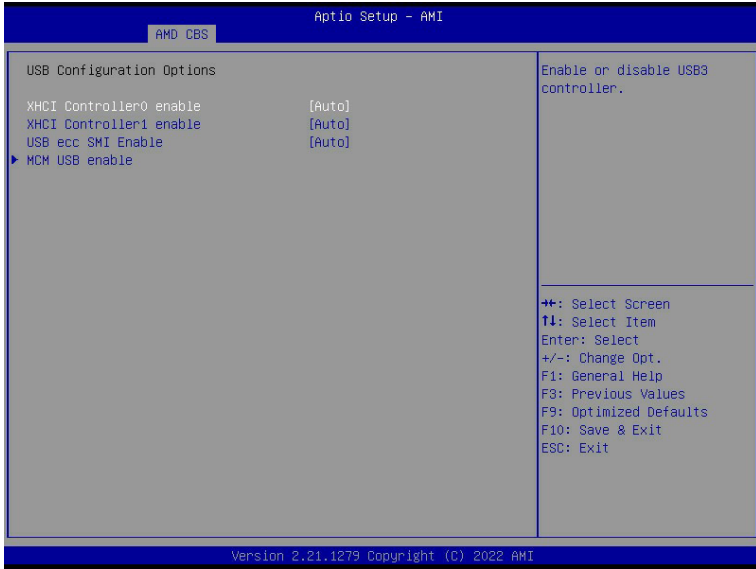 Aptio Setup – AMI
AMD CBS
USB Configuration Options
XHCI Controller0 enable [Auto]
XHCI Controller1 enable [Auto]
USB ecc SMI Enable [Auto]
MCM USB enable
Enable or disable USB3
controller.
→←: Select Screen
↑↓: Select Item
Enter: Select
+/-: Change Opt.
F1: General Help
F3: Previous Values
F9: Optimized Defaults
F10: Save & Exit
ESC: Exit
Version 2.21.1279 Copyright (C) 2022 AMI